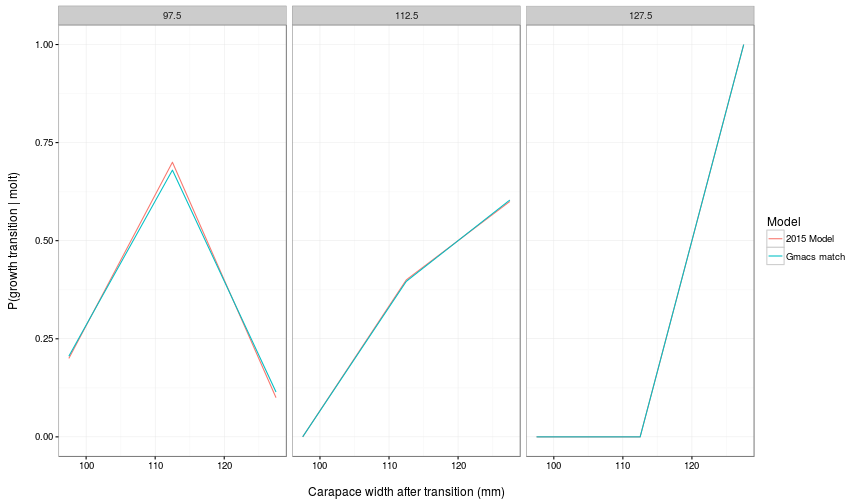 97.5 112.5 127.5
1.00
0.75
0.50
0.25
0.00
P(growth transition | molt)
100 110 120 100 110 120 100 110 120
Carapace width after transition (mm)
Model
2015 Model
Gmacs match